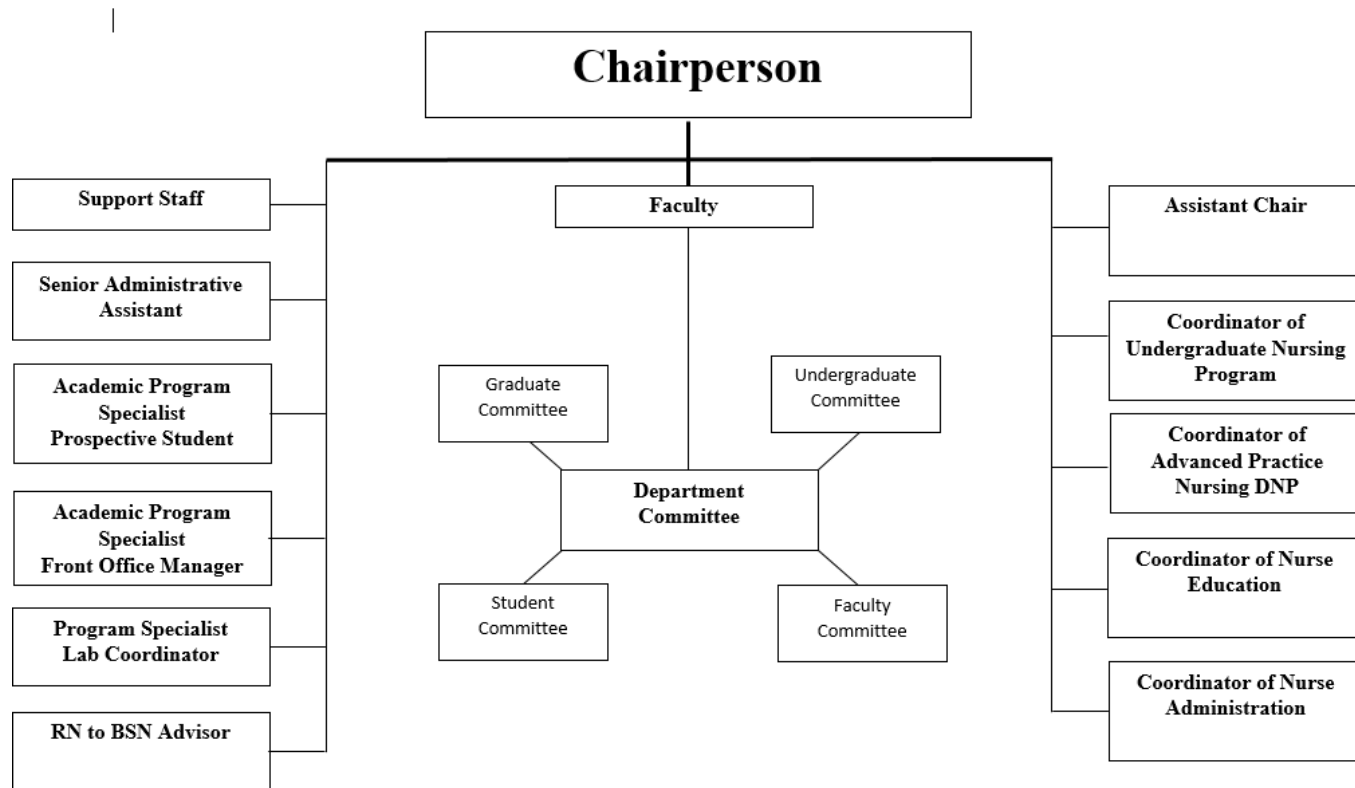 Chairperson
Support Staff
Senior Administrative
Assistant
Academic Program
Specialist
Prospective Student
Academic Program
Specialist
Front Office Manager
Program Specialist
Lab Coordinator
RN to BSN Advisor
Faculty
Graduate
Committee
Undergraduate
Committee
Department
Committee
Student
Committee
Faculty
Committee
Assistant Chair
Coordinator of
Undergraduate Nursing
Program
Coordinator of
Advanced Practice
Nursing DNP
Coordinator of Nurse
Education
Coordinator of Nurse
Administration